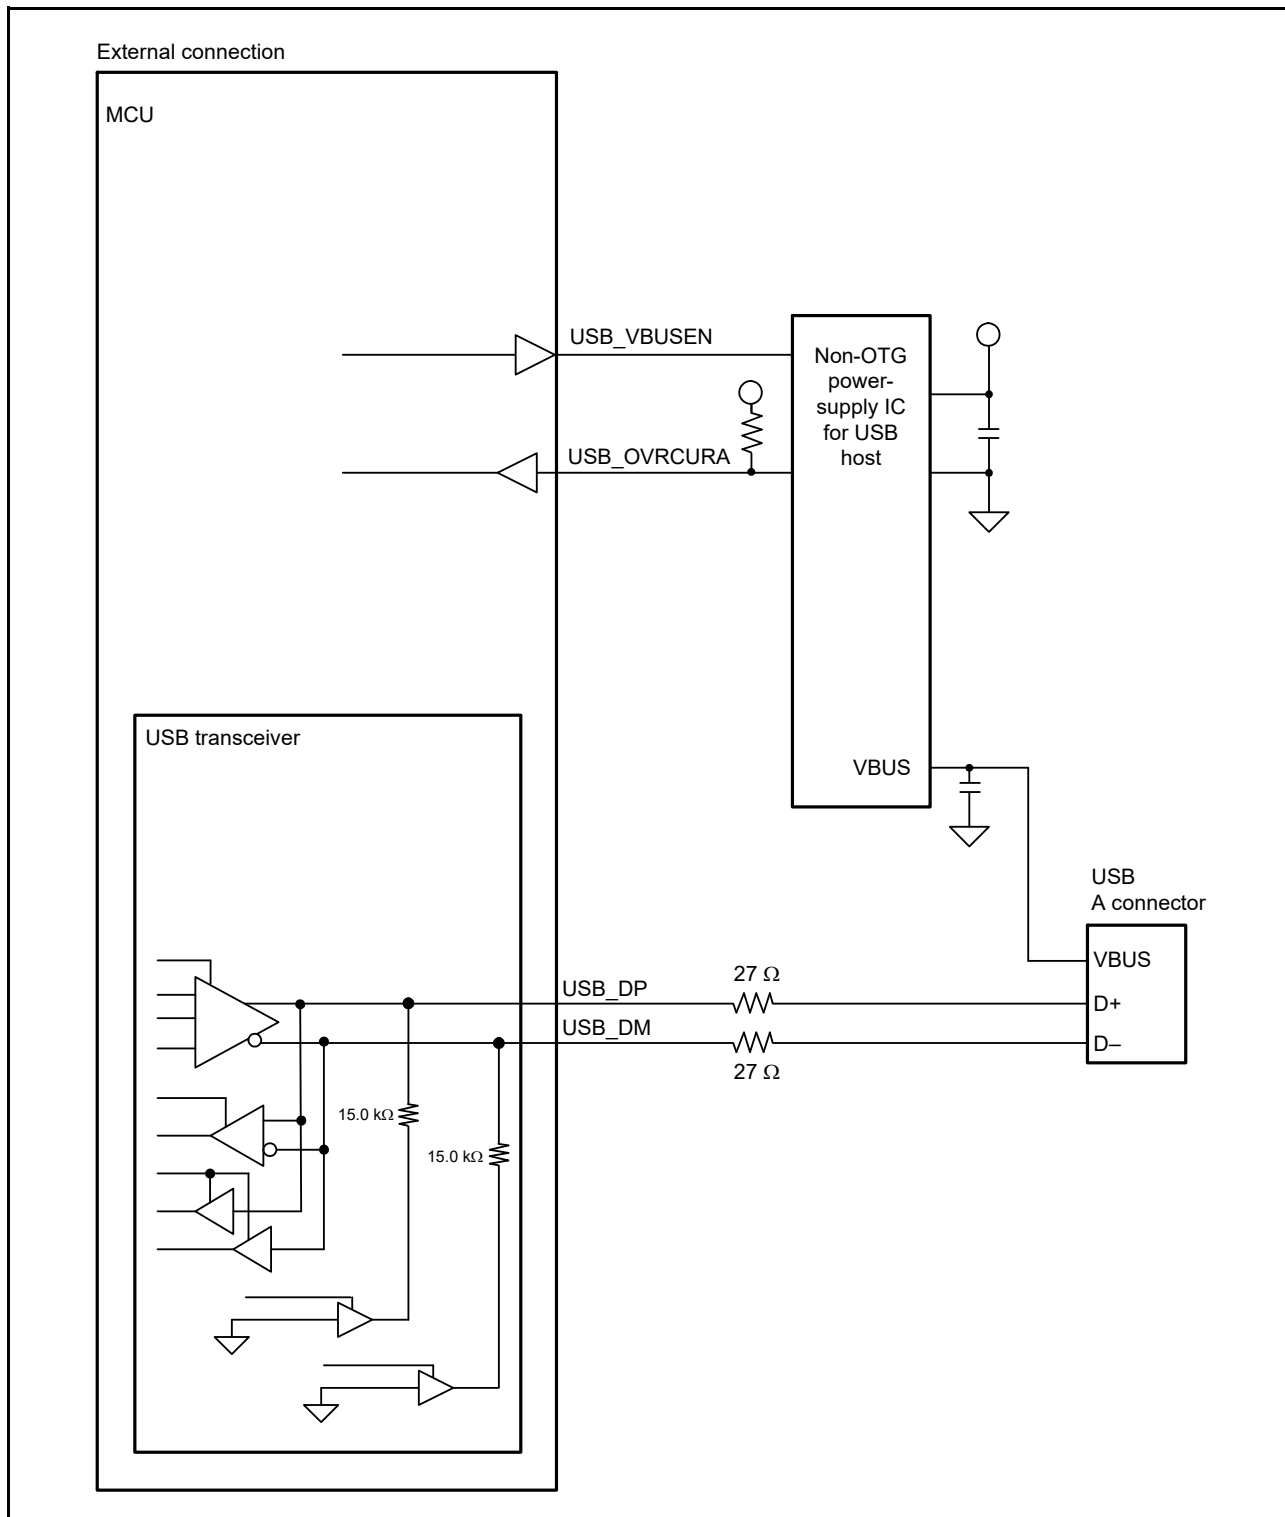 External connection
MCU
USB_VBUSEN
Non-OTG
power-
supply IC
for USB
host
USB_OVRCURA
USB transceiver
VBUS
USB
A connector
VBUS
27 Ω
USB_DP
D+
USB_DM
D–
27 Ω
15.0 kΩ
15.0 kΩ